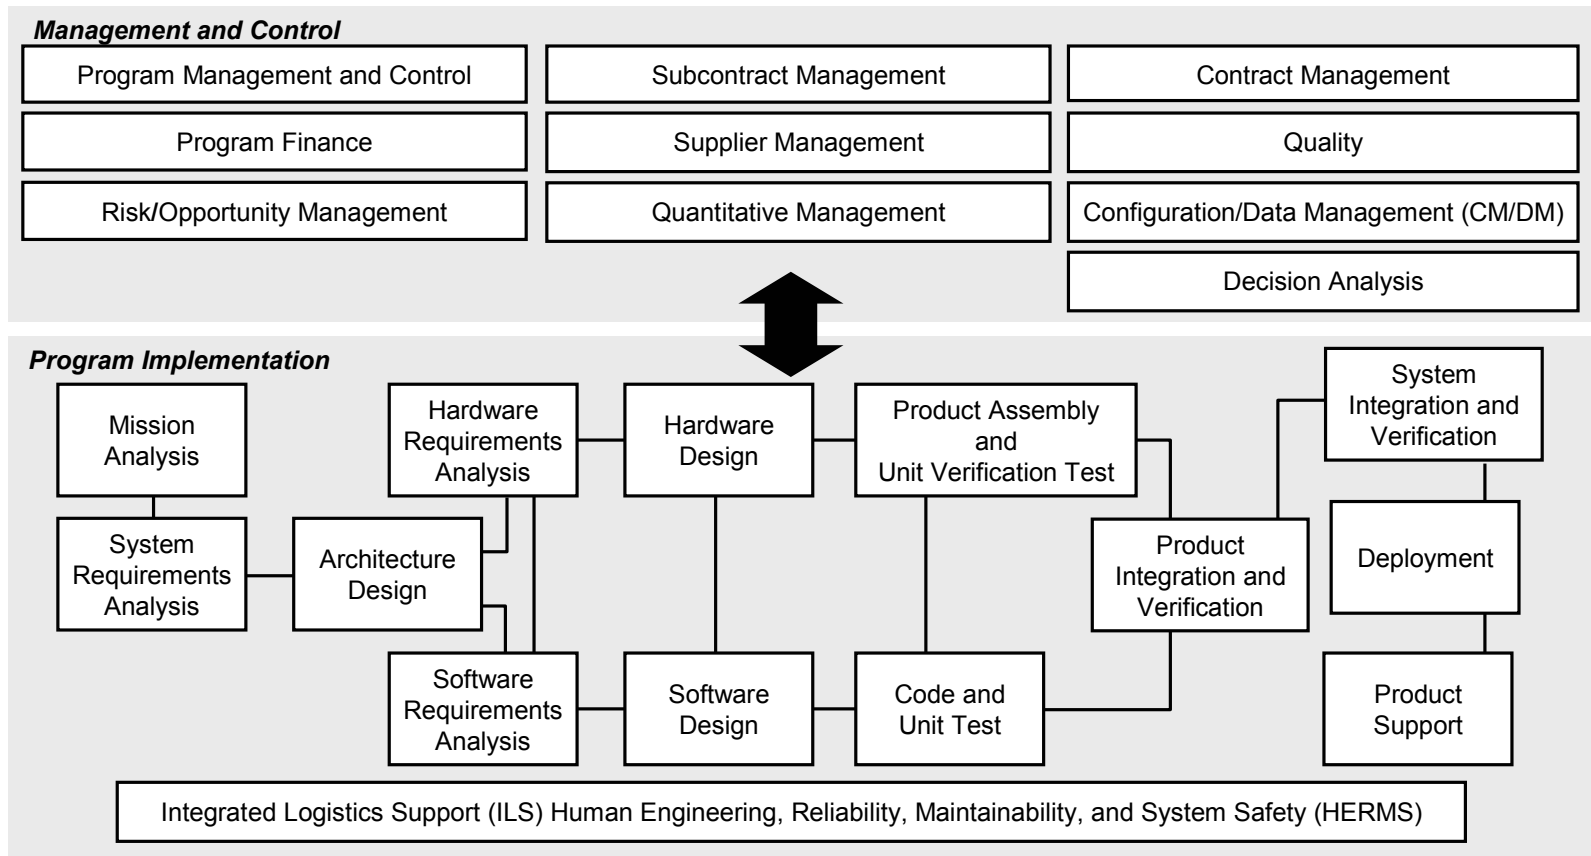 Management and Control
Program Management and Control
Subcontract Management
Contract Management
Program Finance
Supplier Management
Quality
Risk/Opportunity Management
Quantitative Management
Configuration/Data Management (CM/DM)
Decision Analysis
Program Implementation
Mission
Analysis
System
Requirements
Analysis
Architecture
Design
Hardware
Requirements
Analysis
Software
Requirements
Analysis
Hardware
Design
Software
Design
Product Assembly
and
Unit Verification Test
Code and
Unit Test
Product
Integration and
Verification
System
Integration and
Verification
Deployment
Product
Support
Integrated Logistics Support (ILS) Human Engineering, Reliability, Maintainability, and System Safety (HERMS)